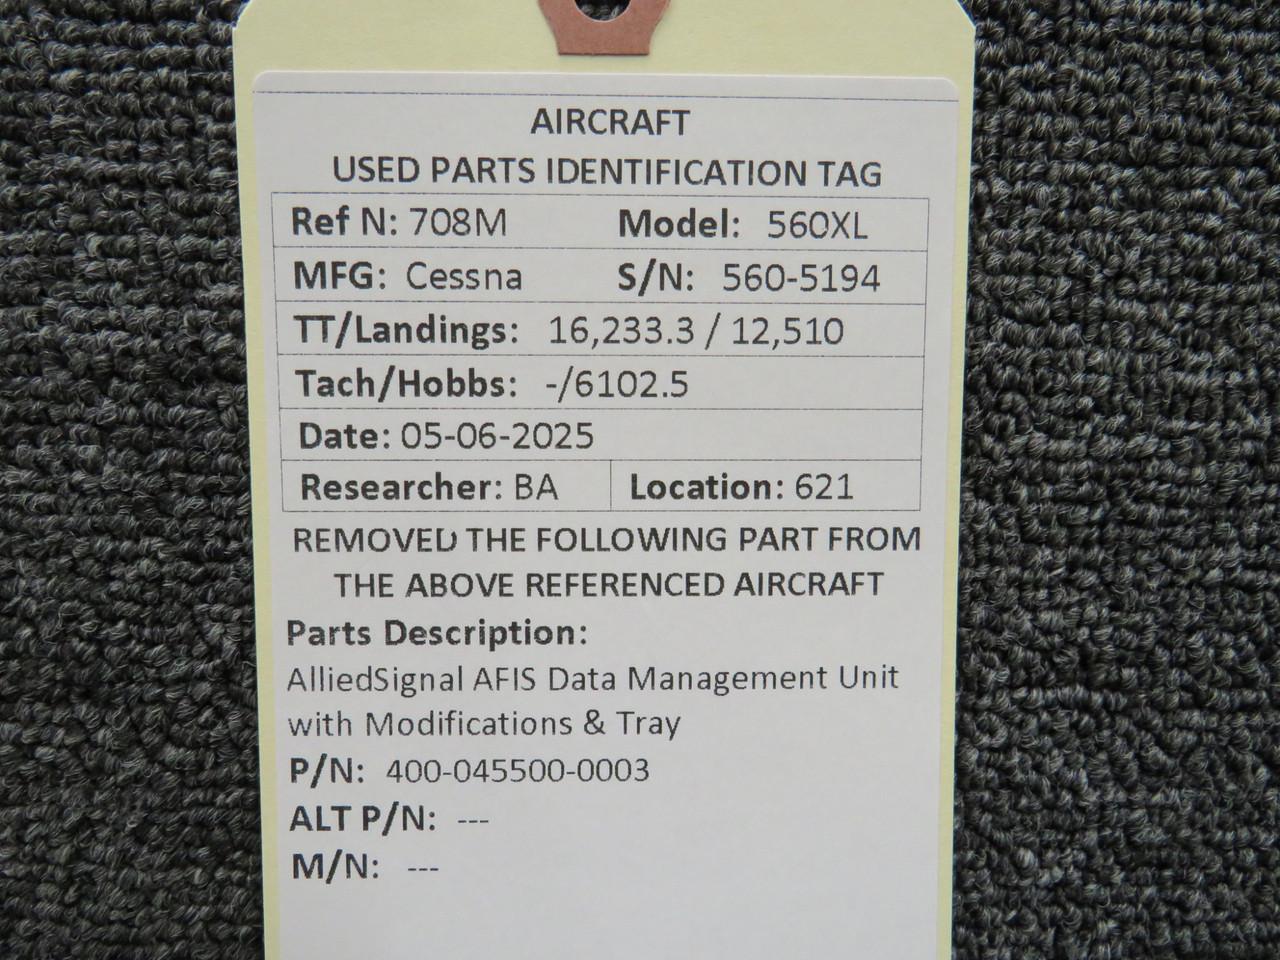 AIRCRAFT
USED PARTS IDENTIFICATION TAG
Ref N: 708M Model: 560XL
MFG: Cessna S/N: 560-5194
TT/Landings: 16,233.3 / 12,510
Tach/Hobbs: -/6102.5
Date: 05-06-2025
Researcher: BA Location: 621
REMOVED THE FOLLOWING PART FROM
THE ABOVE REFERENCED AIRCRAFT
Parts Description:
AlliedSignal AFIS Data Management Unit
with Modifications & Tray
P/N: 400-045500-0003
ALT P/N: ---
M/N: ---